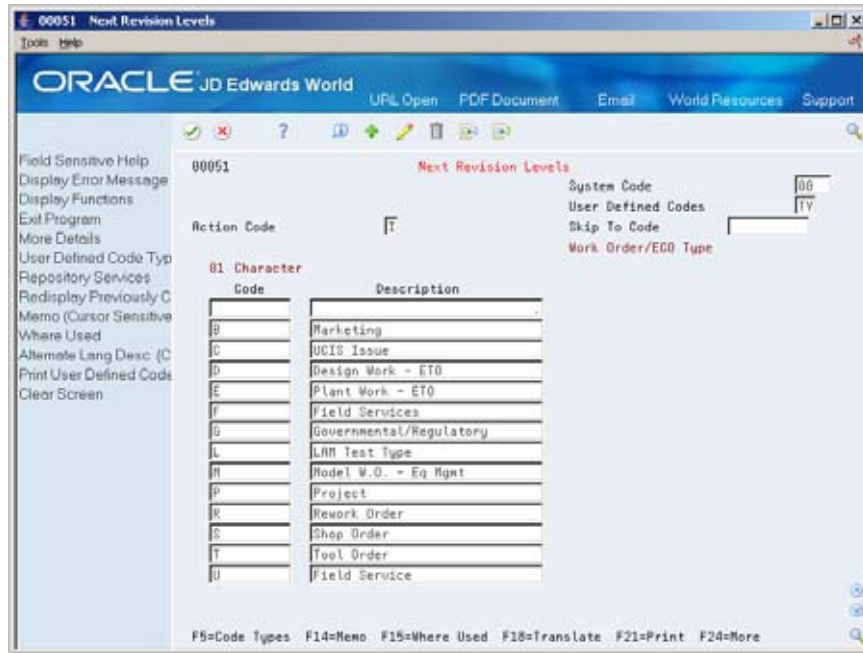 00051 Next Revision Levels
Tools Help
ORACLE JD Edwards World
URL Open PDF Document Email World Resources Support
Field Sensitive Help
Display Error Message
Display Functions
Exit Program
More Details
User Defined Code Typ
Repository Services
Redisplay Previously C
Memo (Cursor Sensitive
Where Used
Alternate Lang Desc (C
Print User Defined Code
Clear Screen
00051 Next Revision Levels
System Code 00
User Defined Codes TY
Action Code I Skip To Code
Work Order/ECO Type
01 Character
Code Description
.
B Marketing
C UCIS Issue
D Design Work - ETO
E Plant Work - ETO
F Field Services
G Governmental/Regulatory
L LAM Test Type
M Model W.O. - Eq Mgmt
P Project
R Rework Order
S Shop Order
T Tool Order
U Field Service
F5=Code Types F14=Memo F15=Where Used F18=Translate F21=Print F24=More